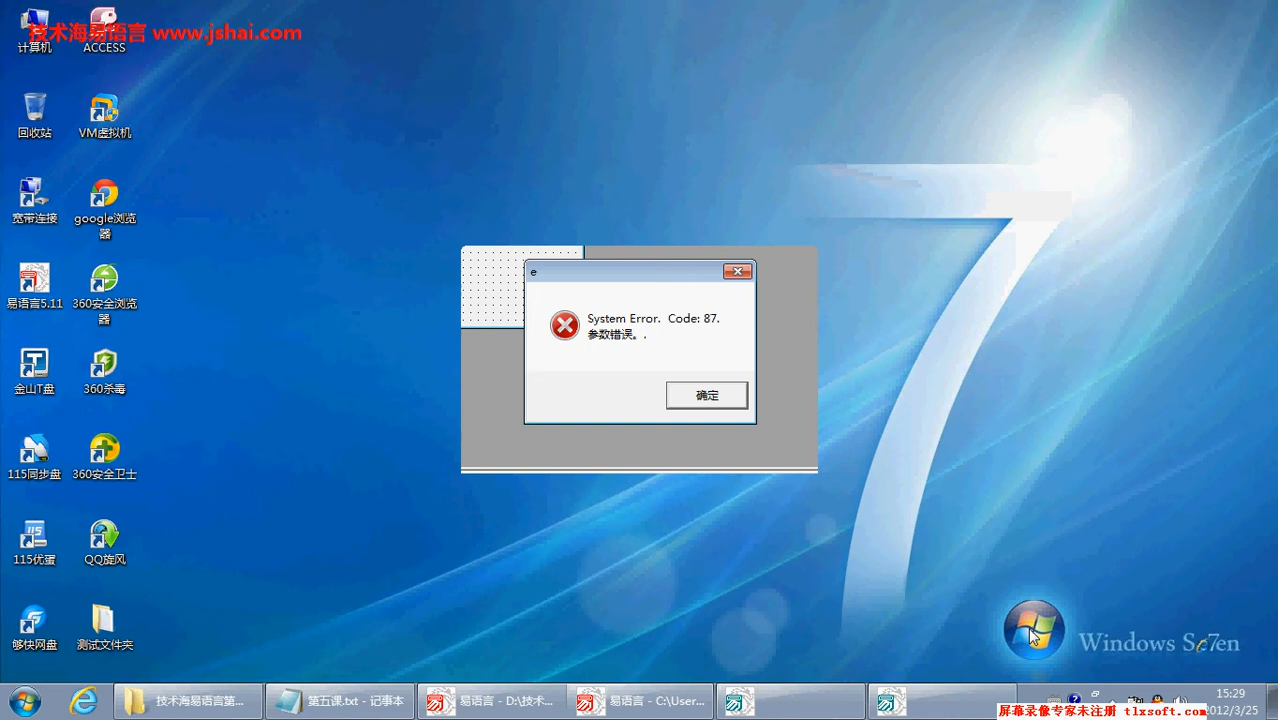 技术海易语言 www.jshai.com
计算机
ACCESS
回收站
VM虚拟机
宽带连接
google浏览
器
易语言5.11
360安全浏览
器
金山T盘
360杀毒
115同步盘
360安全卫士
115优蛋
QQ旋风
够快网盘
测试文件夹
e
System Error. Code: 87.
参数错误。.
确定
Windows Se7en
技术海易语言第...
第五课.txt - 记事本
易语言 - D:\技术...
易语言 - C:\User...
15:29
2012/3/25
屏幕录像专家未注册 tlxsoft.com